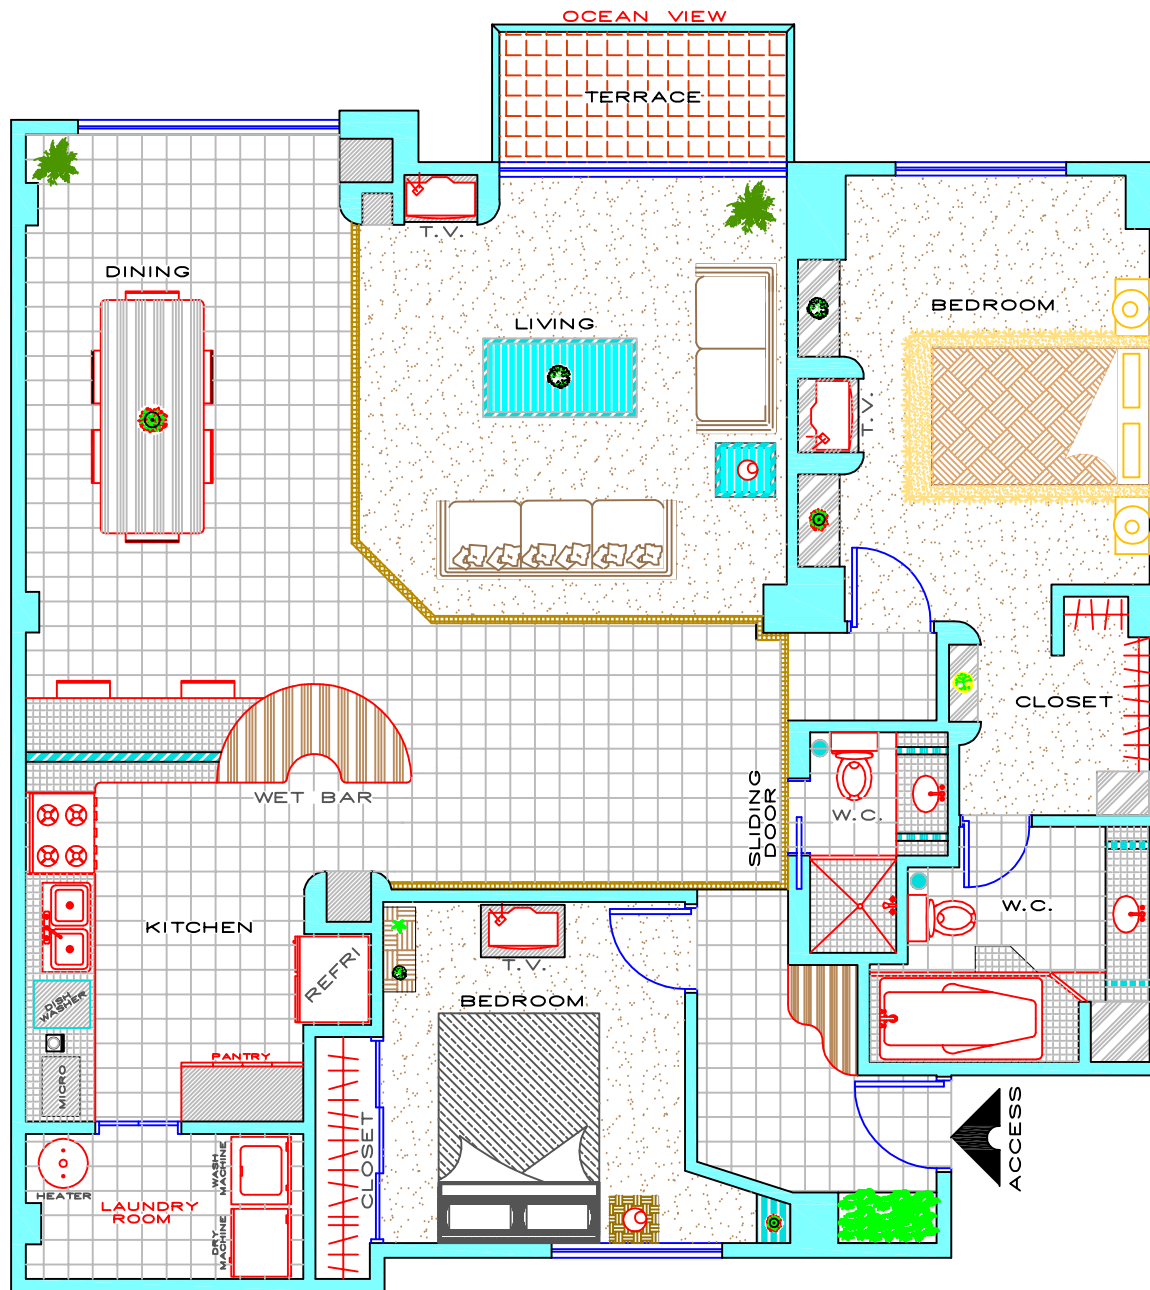 OCEAN VIEW
TERRACE
T.V.
DINING
LIVING
BEDROOM
T.V.
CLOSET
WET BAR
SLIDING
DOOR
W.C.
W.C.
KITCHEN
REFRI
T.V.
BEDROOM
DISH
WASHER
PANTRY
MICRO
CLOSET
ACCESS
HEATER
LAUNDRY
ROOM
WASH
MACHINE
DRY
MACHINE